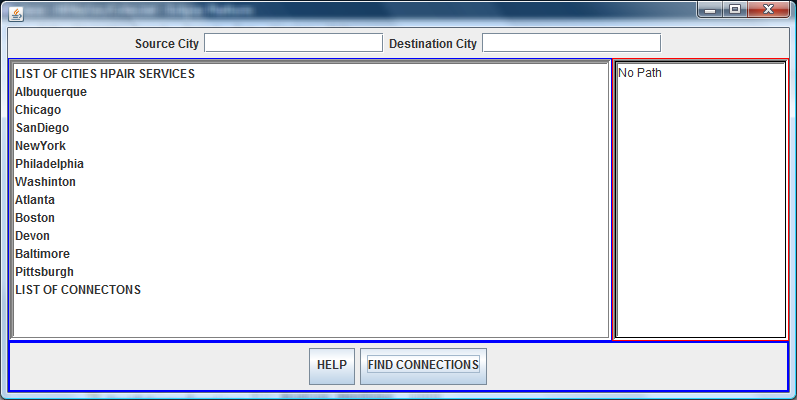 Source City
Destination City
LIST OF CITIES HPAIR SERVICES
Albuquerque
Chicago
SanDiego
NewYork
Philadelphia
Washinton
Atlanta
Boston
Devon
Baltimore
Pittsburgh
LIST OF CONNECTONS
No Path
HELP
FIND CONNECTIONS